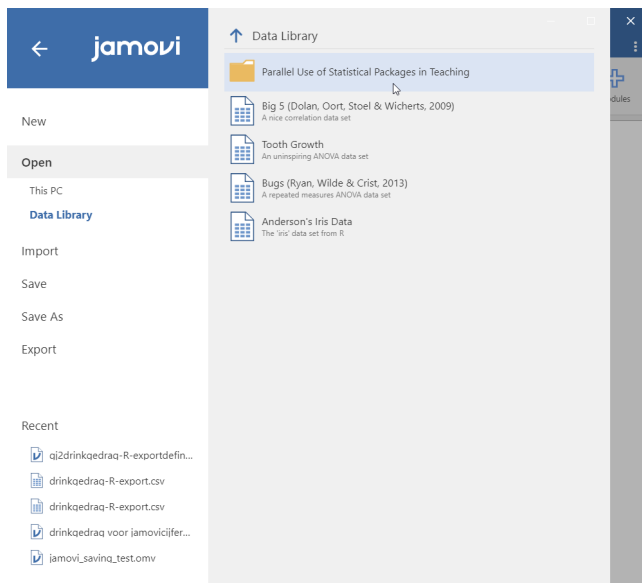 jamovi
New
Open
This PC
Data Library
Import
Save
Save As
Export
Recent
qj2drinkgedrag-R-exportdefin...
drinkgedrag-R-export.csv
drinkgedrag-R-export.csv
drinkgedrag voor jamovicijfer...
jamovi_saving_test.omv
Data Library
Parallel Use of Statistical Packages in Teaching
Big 5 (Dolan, Oort, Stoel & Wicherts, 2009)
A nice correlation data set
Tooth Growth
An uninspiring ANOVA data set
Bugs (Ryan, Wilde & Crist, 2013)
A repeated measures ANOVA data set
Anderson's Iris Data
The 'iris' data set from R
dules